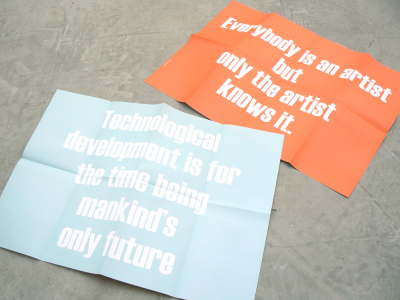 Everybody is an artist
but
only the artist
knows it.
Technological
development is for
the time being
mankind's
only future